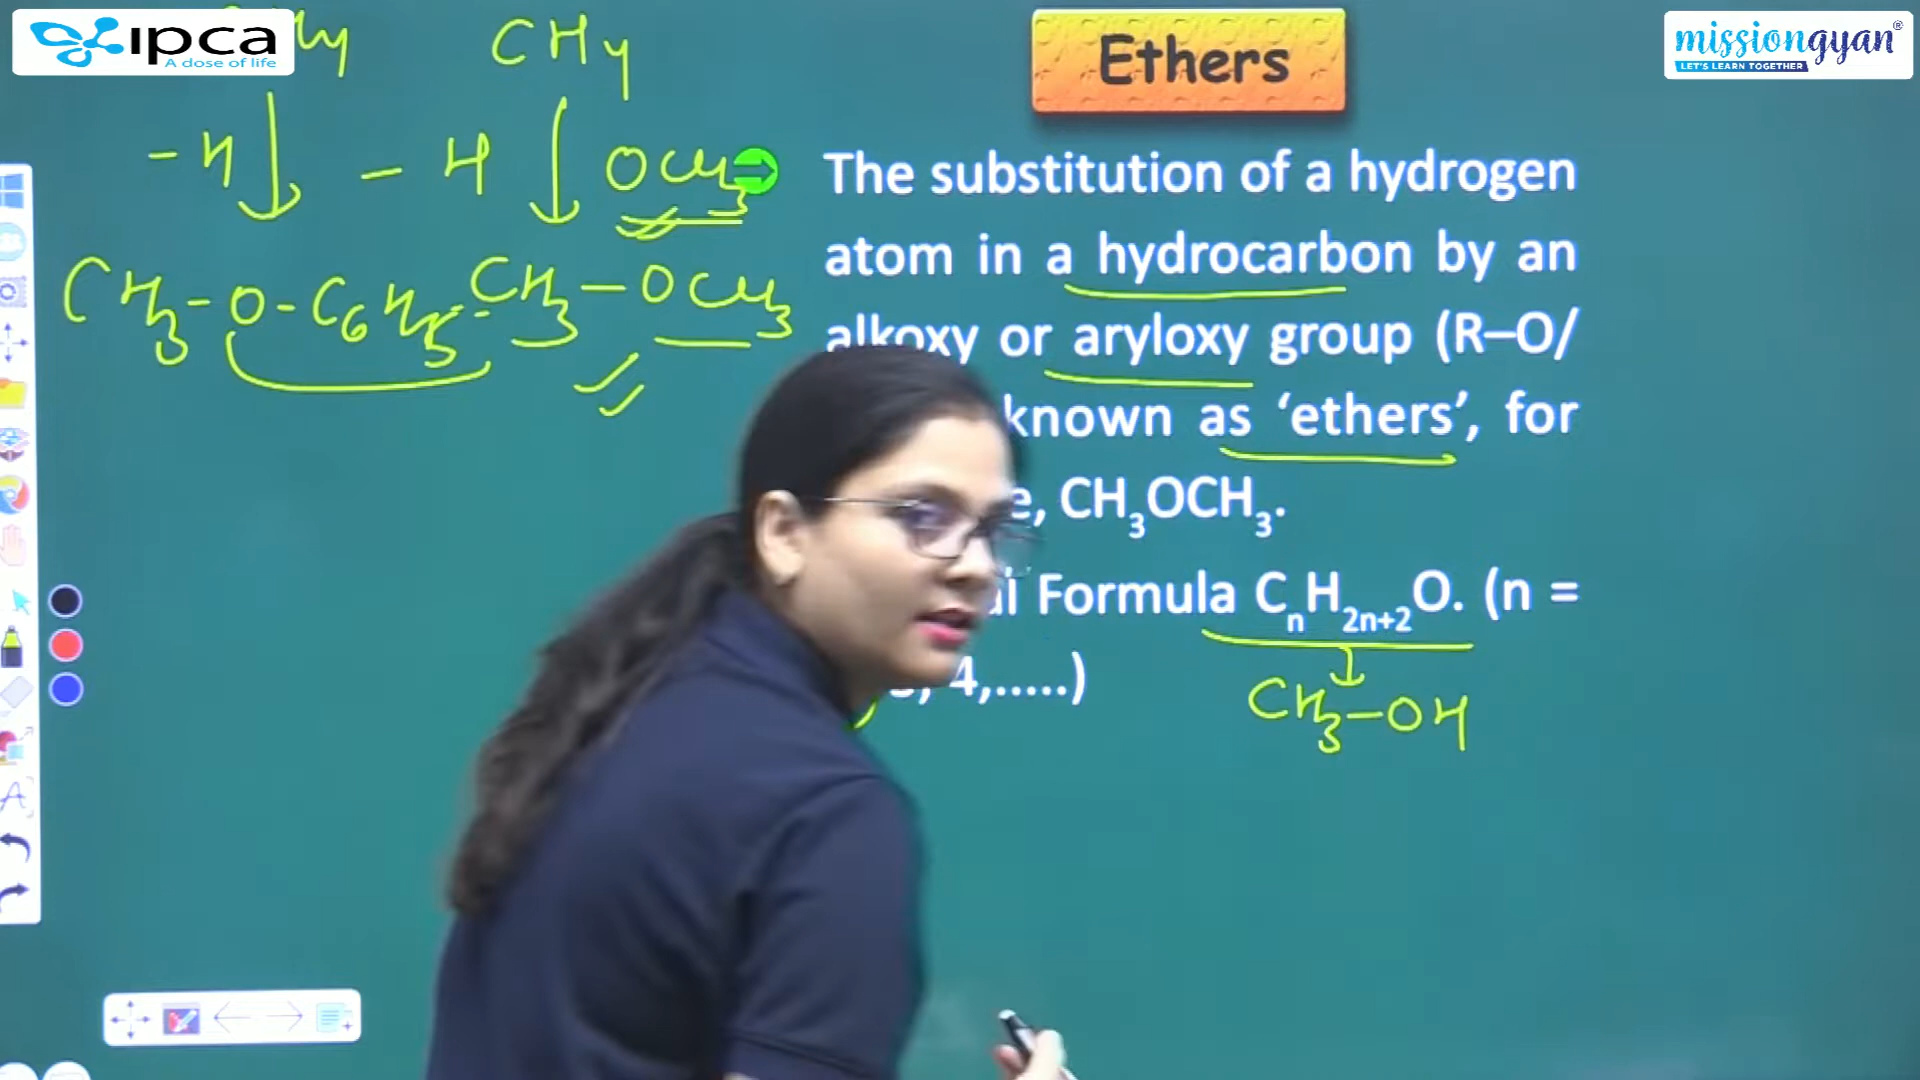 ipca
A dose of life
missiongyan®
LET'S LEARN TOGETHER
Ethers
CH4
-H
- H
OCH3
CH3-O-C6H5
CH3-OCH3
The substitution of a hydrogen
atom in a hydrocarbon by an
alkoxy or aryloxy group (R–O/
known as ‘ethers’, for
e, CH3OCH3.
Formula CnH2n+2O. (n =
3, 4,.....)
CH3-OH